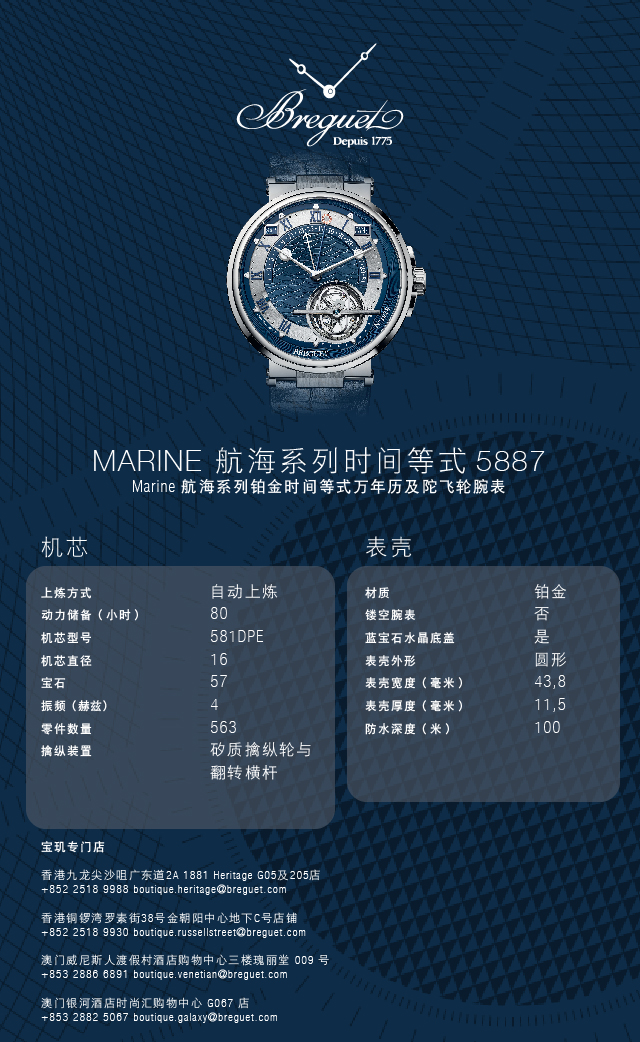 Breguet
Depuis 1775
BREGUET
MARINE 航海系列时间等式 5887
Marine 航海系列铂金时间等式万年历及陀飞轮腕表
机芯
上炼方式 自动上炼
动力储备（小时） 80
机芯型号 581DPE
机芯直径 16
宝石 57
振频（赫兹） 4
零件数量 563
擒纵装置 矽质擒纵轮与
翻转横杆
表壳
材质 铂金
镂空腕表 否
蓝宝石水晶底盖 是
表壳外形 圆形
表壳宽度（毫米） 43,8
表壳厚度（毫米） 11,5
防水深度（米） 100
宝玑专门店
香港九龙尖沙咀广东道2A 1881 Heritage G05及205店
+852 2518 9988 boutique.heritage@breguet.com
香港铜锣湾罗素街38号金朝阳中心地下C号店铺
+852 2518 9930 boutique.russellstreet@breguet.com
澳门威尼斯人渡假村酒店购物中心三楼瑰丽堂 009 号
+853 2886 6891 boutique.venetian@breguet.com
澳门银河酒店时尚汇购物中心 G067 店
+853 2882 5067 boutique.galaxy@breguet.com